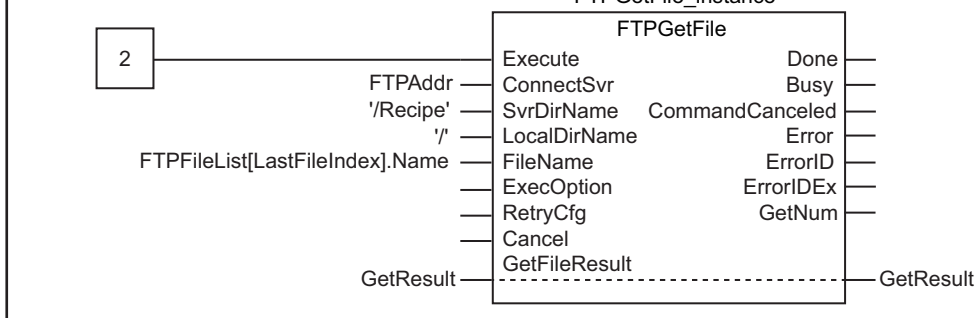 FTPGetFile_instance
FTPGetFile
2
Execute Done
FTPAddr ConnectSvr Busy
'/Recipe' SvrDirName CommandCanceled
'/' LocalDirName Error
FTPFileList[LastFileIndex].Name FileName ErrorID
ExecOption ErrorIDEx
RetryCfg GetNum
Cancel
GetFileResult
GetResult GetResult